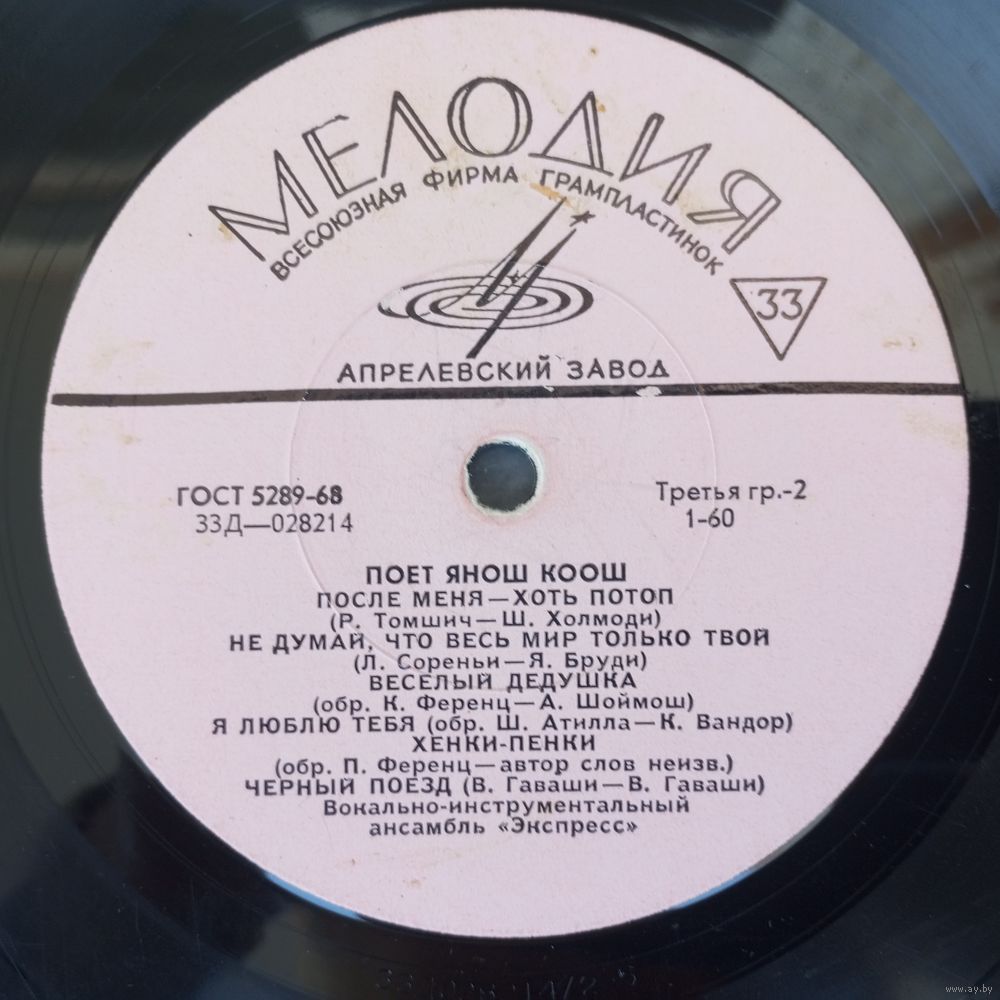 МЕЛОДИЯ
ВСЕСОЮЗНАЯ ФИРМА ГРАМПЛАСТИНОК
33
АПРЕЛЕВСКИЙ ЗАВОД
ГОСТ 5289-68
33Д—028214
Третья гр.-2
1-60
ПОЕТ ЯНОШ КООШ
ПОСЛЕ МЕНЯ—ХОТЬ ПОТОП
(Р. Томшич—Ш. Холмоди)
НЕ ДУМАЙ, ЧТО ВЕСЬ МИР ТОЛЬКО ТВОЙ
(Л. Сореньи—Я. Бруди)
ВЕСЕЛЫЙ ДЕДУШКА
(обр. К. Ференц—А. Шоймош)
Я ЛЮБЛЮ ТЕБЯ (обр. Ш. Атилла—К. Вандор)
ХЕНКИ-ПЕНКИ
(обр. П. Ференц—автор слов неизв.)
ЧЕРНЫЙ ПОЕЗД (В. Гаваши—В. Гаваши)
Вокально-инструментальный
ансамбль «Экспресс»
www.ay.by